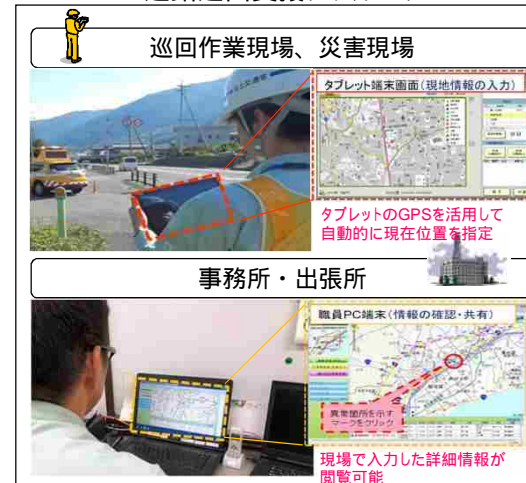 巡回作業現場、災害現場
タブレット端末画面(現地情報の入力)
タブレットのGPSを活用して
自動的に現在位置を指定
事務所・出張所
職員PC端末(情報の確認・共有)
異常箇所を示す
マークをクリック
現場で入力した詳細情報が
閲覧可能